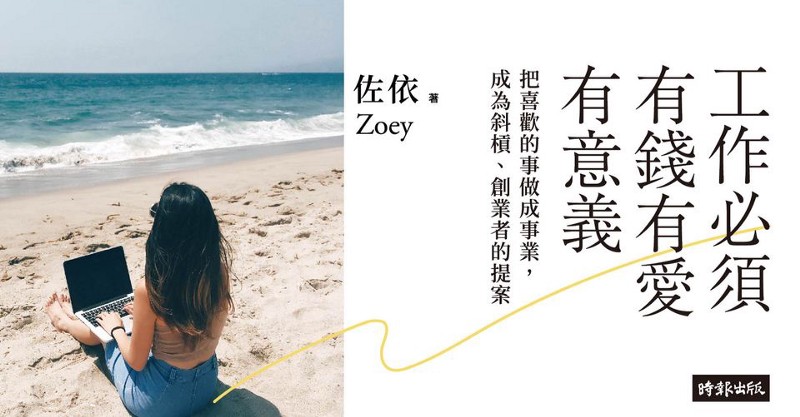 工作必須
有錢有愛
有意義
把喜歡的事做成事業，
成為斜槓、創業者的提案
佐依 著
Zoey
時報出版